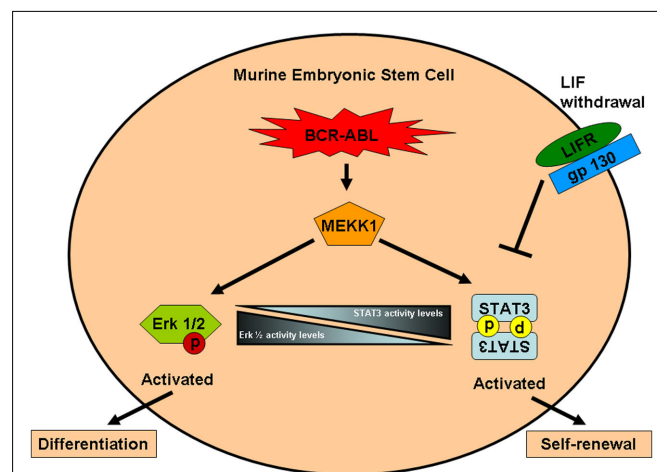 Murine Embryonic Stem Cell
LIF
withdrawal
BCR-ABL
LIFR
gp 130
MEKK1
Erk 1/2
p
STAT3 activity levels
Erk ½ activity levels
STAT3
p p
STAT3
Activated
Activated
Differentiation
Self-renewal